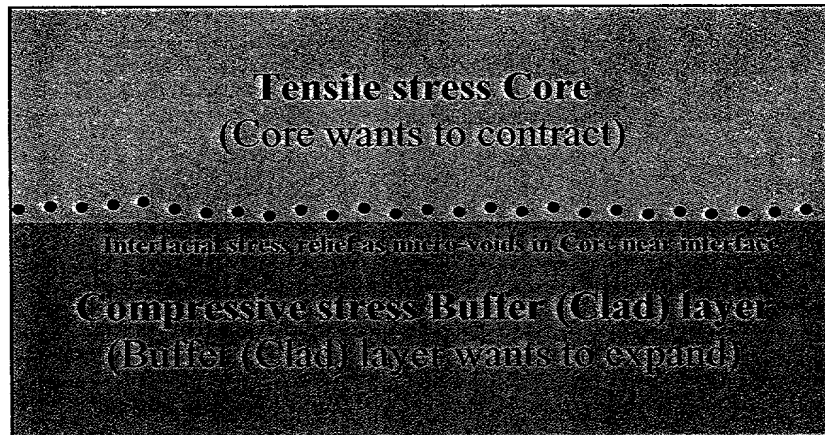 Tensile stress Core
(Core wants to contract)
Interfacial stress relief as micro-voids in Core near interface
Compressive stress Buffer (Clad) layer
(Buffer (Clad) layer wants to expand)